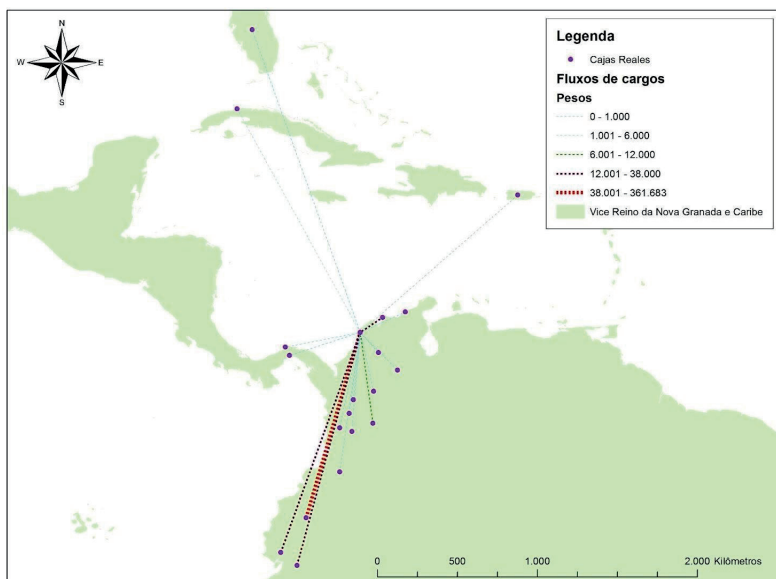 N
W E
S
Legenda
Cajas Reales
Fluxos de cargos
Pesos
0 - 1.000
1.001 - 6.000
6.001 - 12.000
12.001 - 38.000
38.001 - 361.683
Vice Reino da Nova Granada e Caribe
0 500 1.000 2.000 Kilômetros